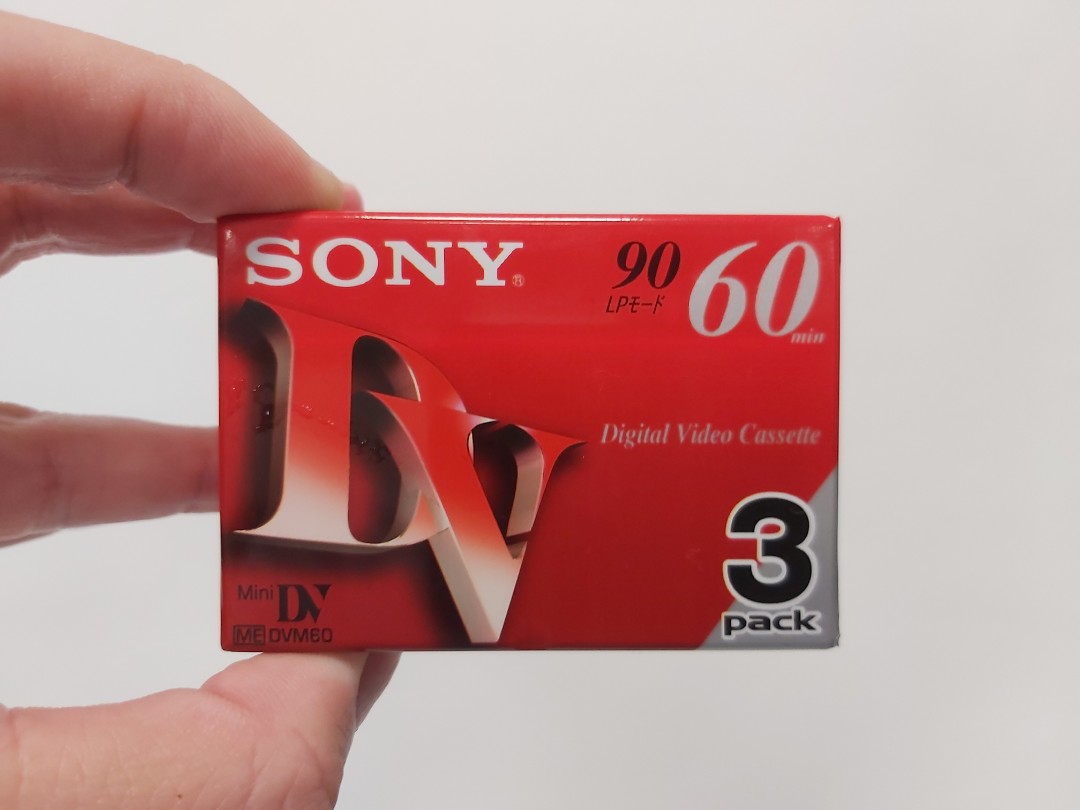 SONY®
90 60
LPモード
min
DV
Digital Video Cassette
3
pack
Mini DV
ME DVM60